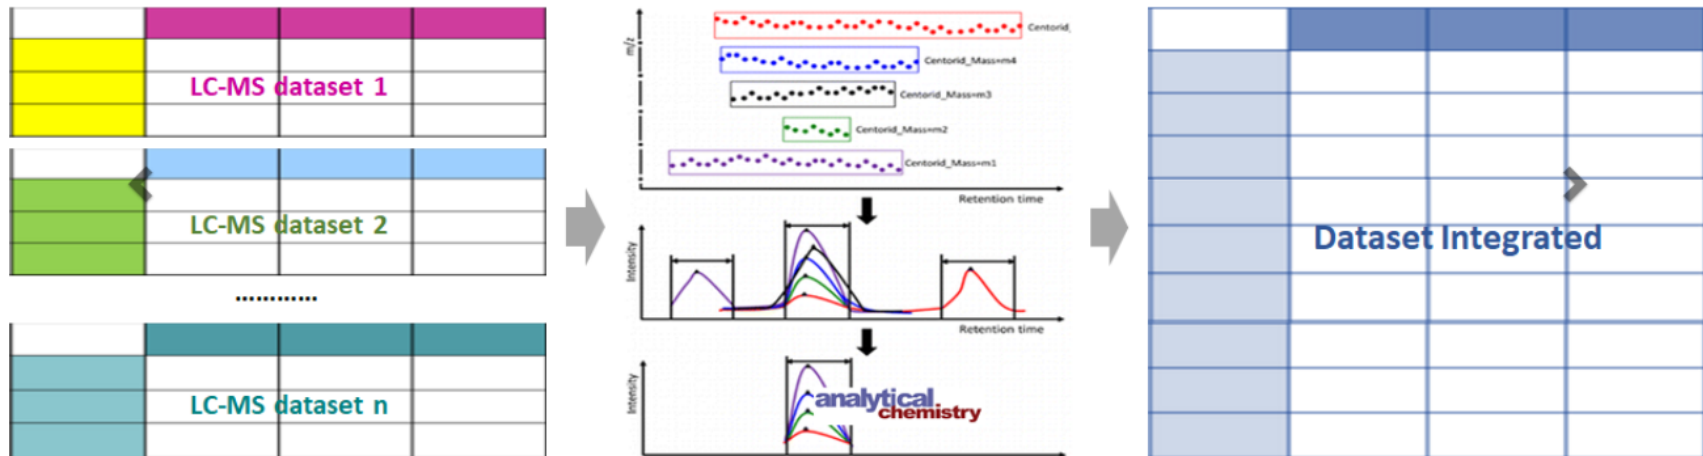 LC-MS dataset 1
LC-MS dataset 2
............
LC-MS dataset n
m/z
Centorid_
Centorid_Mass=m4
Centorid_Mass=m3
Centorid_Mass=m2
Centorid_Mass=m1
Retention time
Intensity
Retention time
Intensity
analytical
chemistry
Dataset Integrated